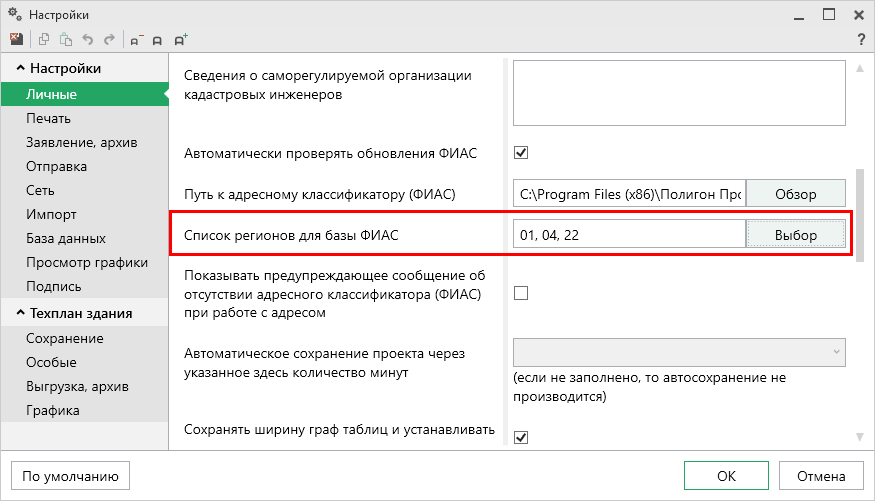 Настройки
а⁻ а а⁺ ?
Настройки
Личные
Печать
Заявление, архив
Отправка
Сеть
Импорт
База данных
Просмотр графики
Подпись
Техплан здания
Сохранение
Особые
Выгрузка, архив
Графика
Сведения о саморегулируемой организации
кадастровых инженеров
Автоматически проверять обновления ФИАС
Путь к адресному классификатору (ФИАС)
C:\Program Files (x86)\Полигон Про
Обзор
Список регионов для базы ФИАС
01, 04, 22
Выбор
Показывать предупреждающее сообщение об
отсутствии адресного классификатора (ФИАС)
при работе с адресом
Автоматическое сохранение проекта через
указанное здесь количество минут
(если не заполнено, то автосохранение не
производится)
Сохранять ширину граф таблиц и устанавливать
По умолчанию
ОК
Отмена